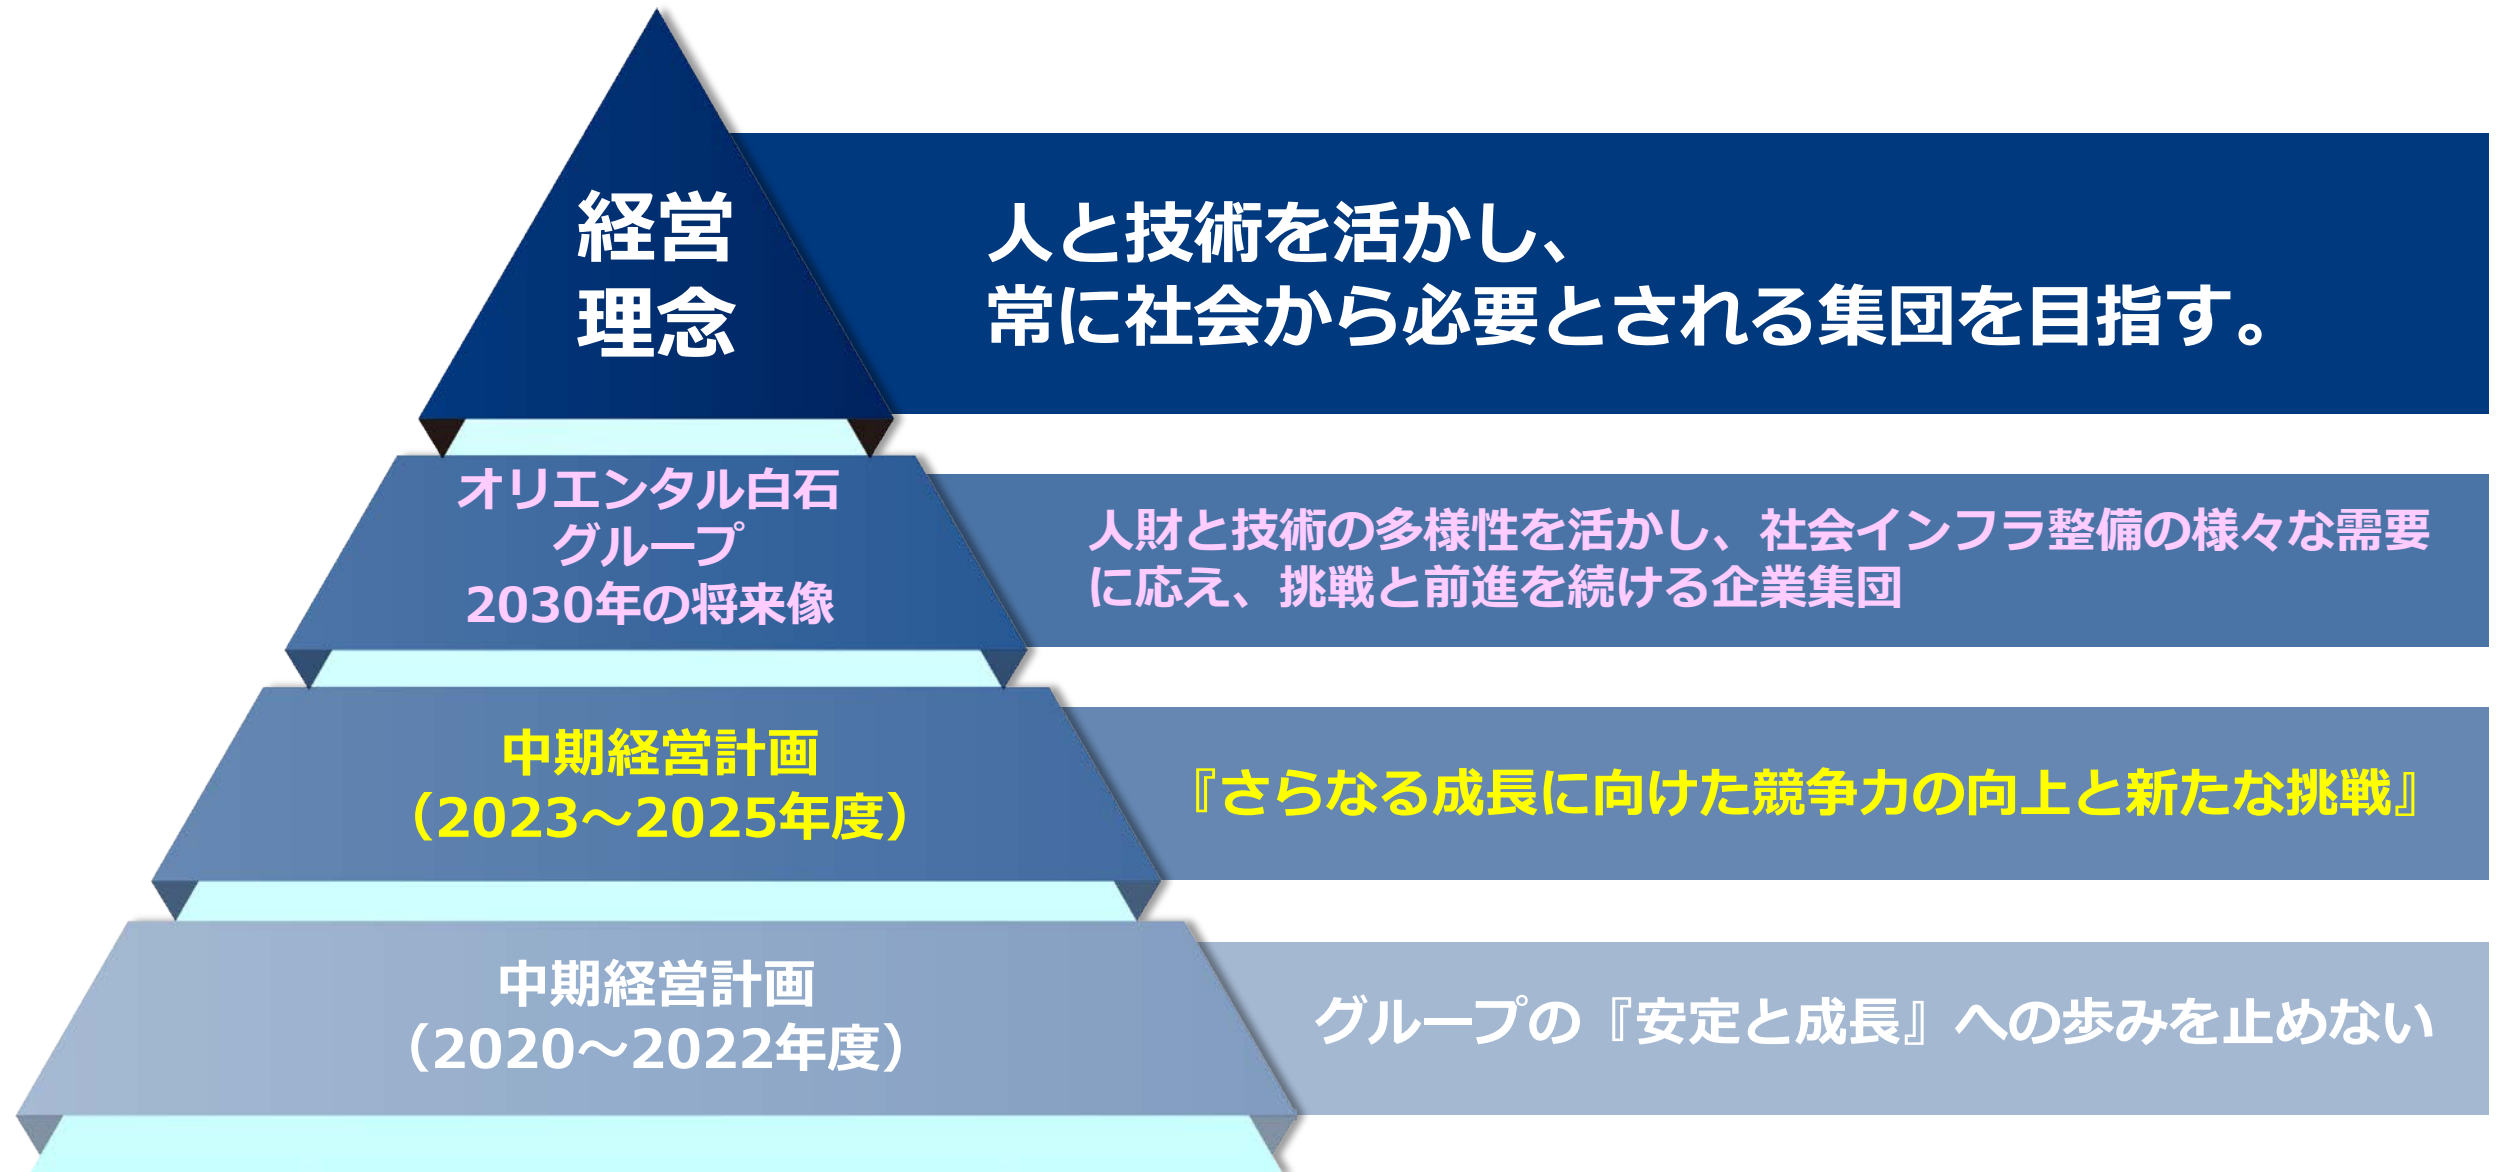 経営
理念
人と技術を活かし、
常に社会から必要とされる集団を目指す。
オリエンタル白石
グループ
2030年の将来像
人財と技術の多様性を活かし、社会インフラ整備の様々な需要
に応え、挑戦と前進を続ける企業集団
中期経営計画
（2023～2025年度）
『さらなる成長に向けた競争力の向上と新たな挑戦』
中期経営計画
（2020～2022年度）
グループの『安定と成長』への歩みを止めない